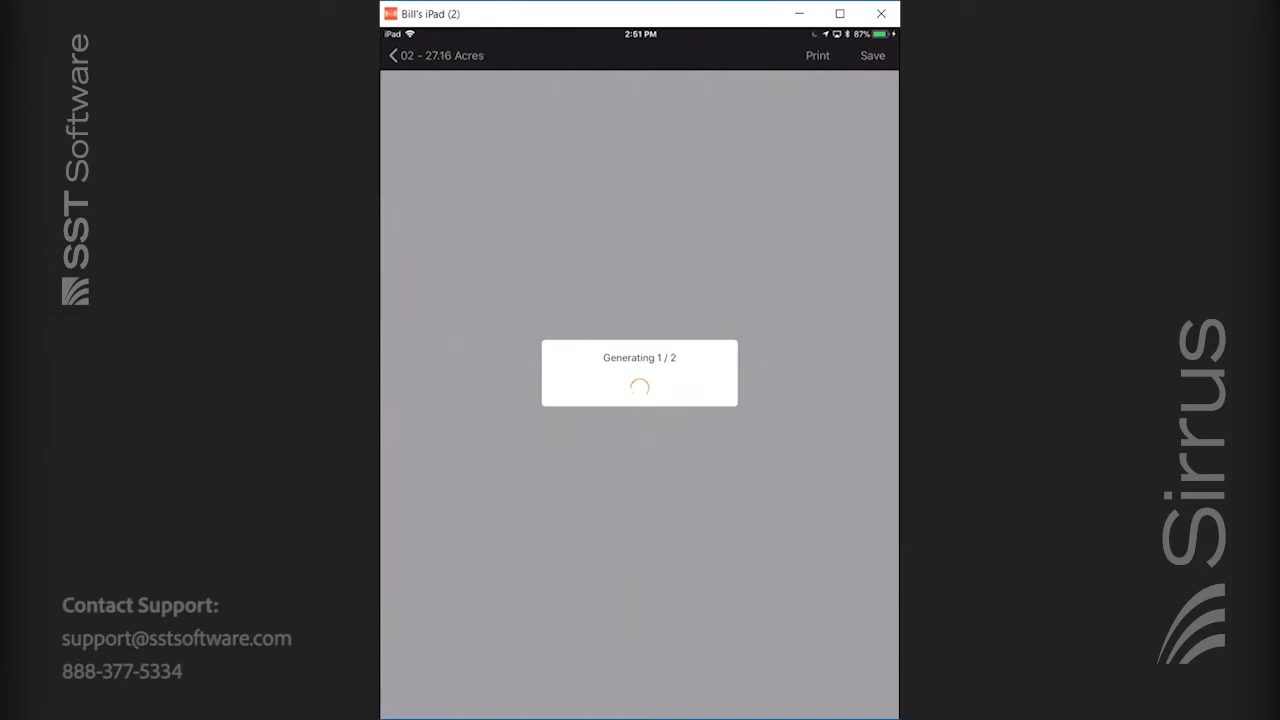 SST Software
Bill's iPad (2)
iPad
2:51 PM
87%
02 - 27.16 Acres
Print
Save
Generating 1 / 2
Sirrus
Contact Support:
support@sstsoftware.com
888-377-5334